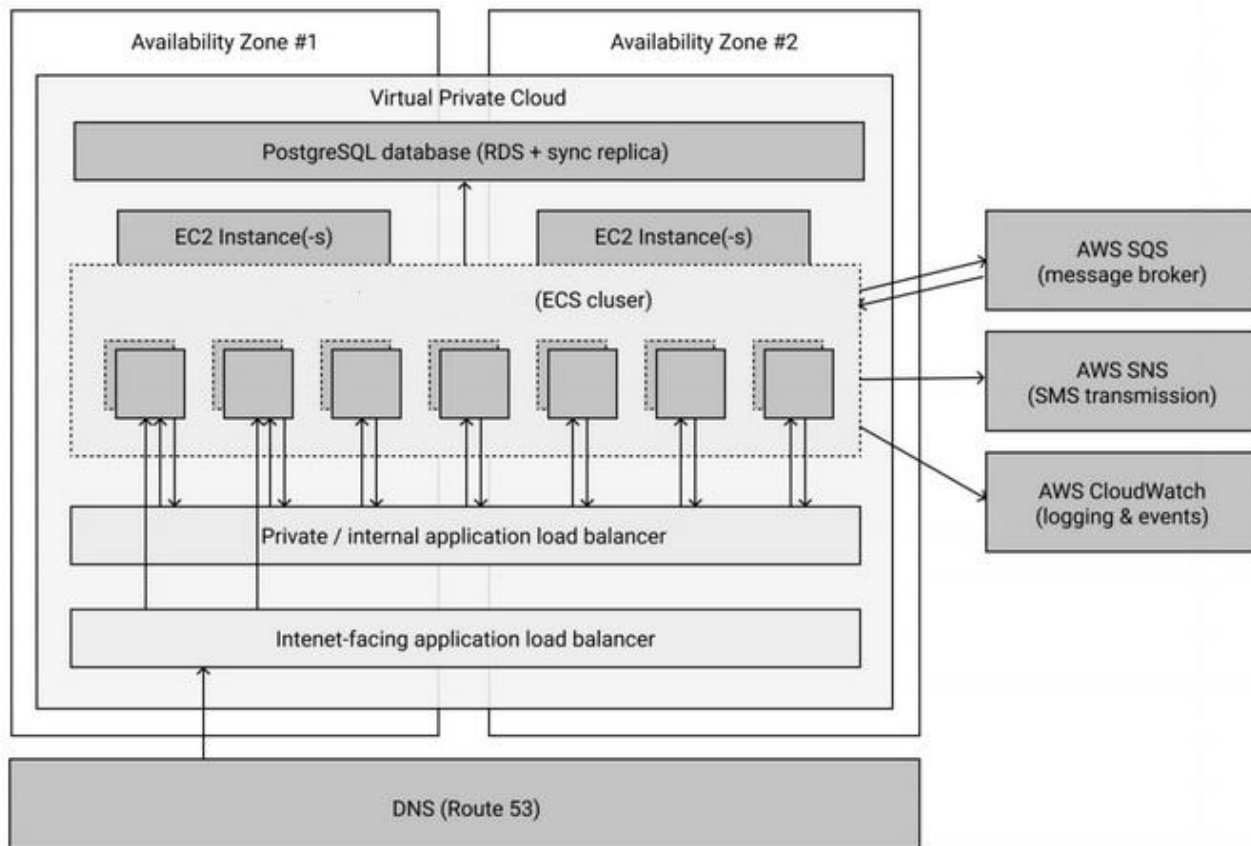 Availability Zone #1
Availability Zone #2
Virtual Private Cloud
PostgreSQL database (RDS + sync replica)
EC2 Instance(-s)
EC2 Instance(-s)
(ECS cluser)
AWS SQS
(message broker)
AWS SNS
(SMS transmission)
AWS CloudWatch
(logging & events)
Private / internal application load balancer
Intenet-facing application load balancer
DNS (Route 53)